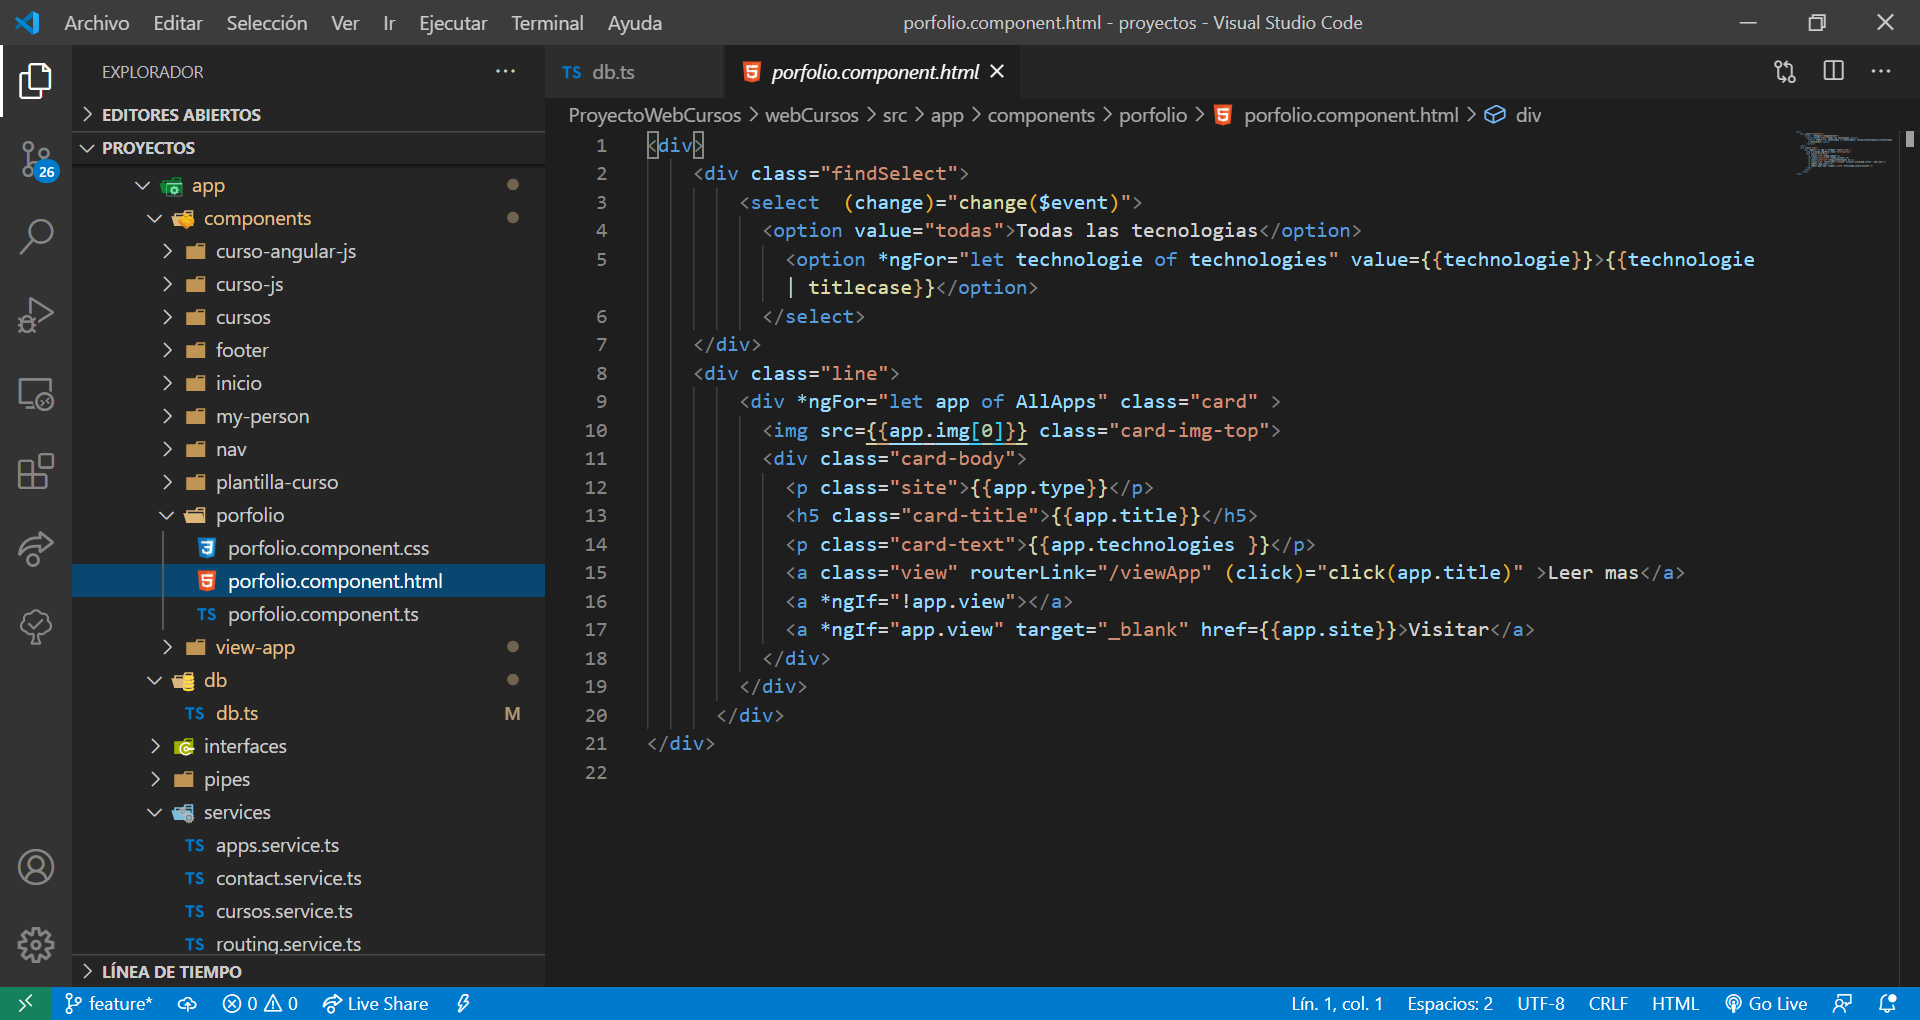 Archivo Editar Selección Ver Ir Ejecutar Terminal Ayuda porfolio.component.html - proyectos - Visual Studio Code
EXPLORADOR
EDITORES ABIERTOS
PROYECTOS
26
app
components
curso-angular-js
curso-js
cursos
footer
inicio
my-person
nav
plantilla-curso
porfolio
porfolio.component.css
porfolio.component.html
TS porfolio.component.ts
view-app
db
TS db.ts M
interfaces
pipes
services
TS apps.service.ts
TS contact.service.ts
TS cursos.service.ts
TS routing.service.ts
LÍNEA DE TIEMPO
TS db.ts porfolio.component.html
ProyectoWebCursos > webCursos > src > app > components > porfolio > porfolio.component.html > div
1 <div>
2 <div class="findSelect">
3 <select  (change)="change($event)">
4 <option value="todas">Todas las tecnologias</option>
5 <option *ngFor="let technologie of technologies" value={{technologie}}>{{technologie
| titlecase}}</option>
6 </select>
7 </div>
8 <div class="line">
9 <div *ngFor="let app of AllApps" class="card" >
10 <img src={{app.img[0]}} class="card-img-top">
11 <div class="card-body">
12 <p class="site">{{app.type}}</p>
13 <h5 class="card-title">{{app.title}}</h5>
14 <p class="card-text">{{app.technologies }}</p>
15 <a class="view" routerLink="/viewApp" (click)="click(app.title)" >Leer mas</a>
16 <a *ngIf="!app.view"></a>
17 <a *ngIf="app.view" target="_blank" href={{app.site}}>Visitar</a>
18 </div>
19 </div>
20 </div>
21 </div>
22
feature* 0 0 Live Share Lín. 1, col. 1 Espacios: 2 UTF-8 CRLF HTML Go Live